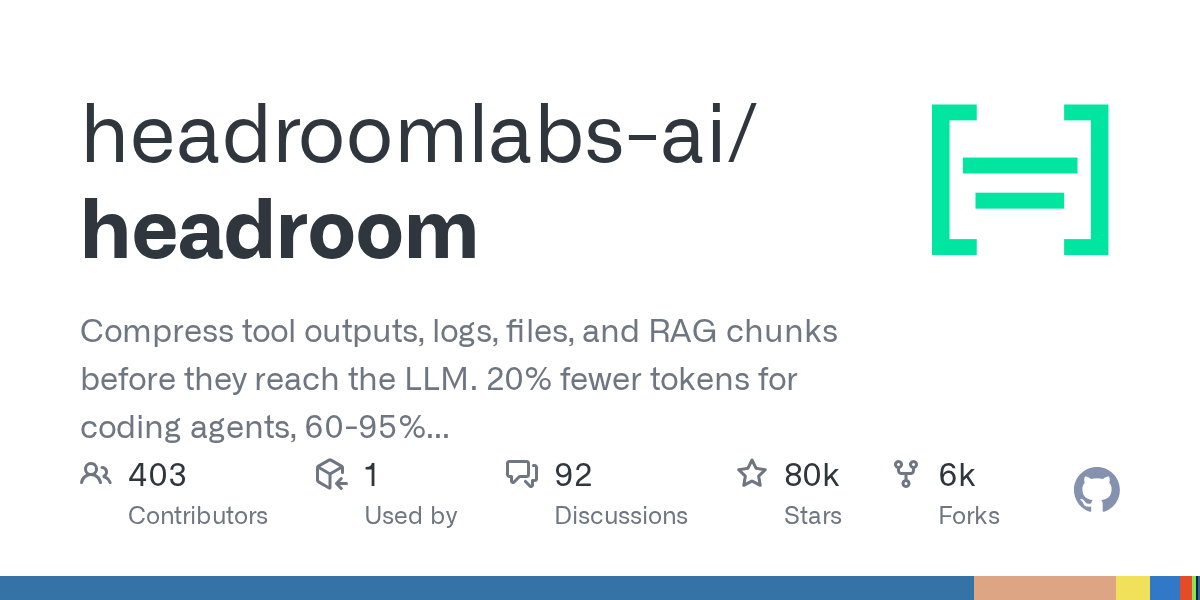 headroomlabs-ai/
headroom
Compress tool outputs, logs, files, and RAG chunks
before they reach the LLM. 20% fewer tokens for
coding agents, 60-95%...
403 1 92 80k 6k
Contributors Used by Discussions Stars Forks